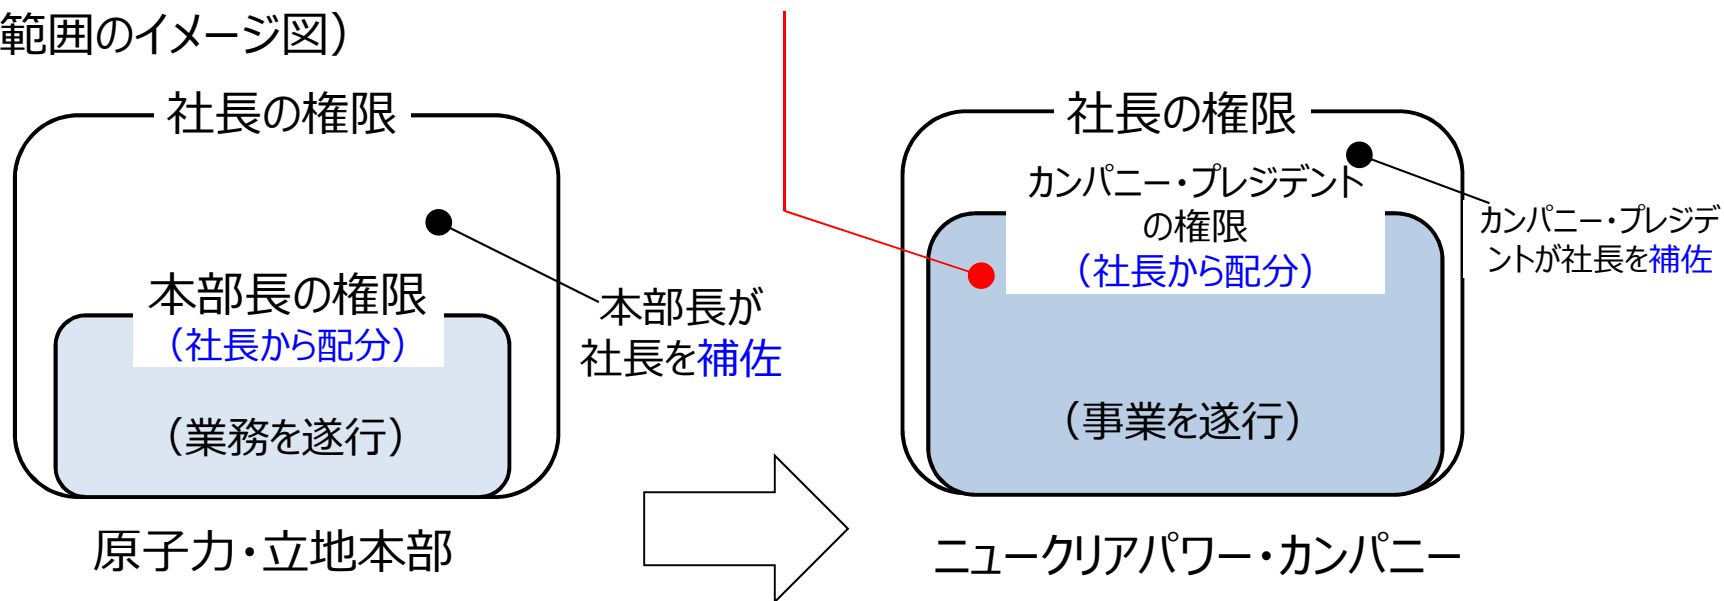 範囲のイメージ図）
社長の権限
本部長の権限
（社長から配分）
（業務を遂行）
本部長が
社長を補佐
原子力・立地本部
社長の権限
カンパニー・プレジデント
の権限
（社長から配分）
（事業を遂行）
カンパニー・プレジデ
ントが社長を補佐
ニュークリアパワー・カンパニー